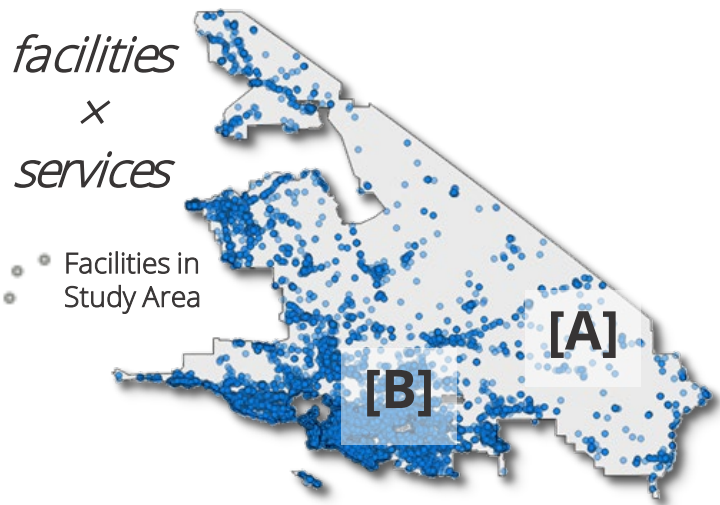 facilities
×
services
Facilities in
Study Area
[A]
[B]